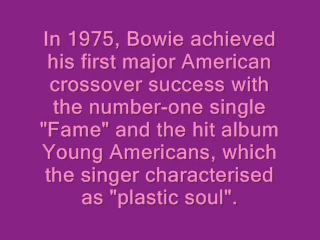 In 1975, Bowie achieved
his first major American
crossover success with
the number-one single
"Fame" and the hit album
Young Americans, which
the singer characterised
as "plastic soul".